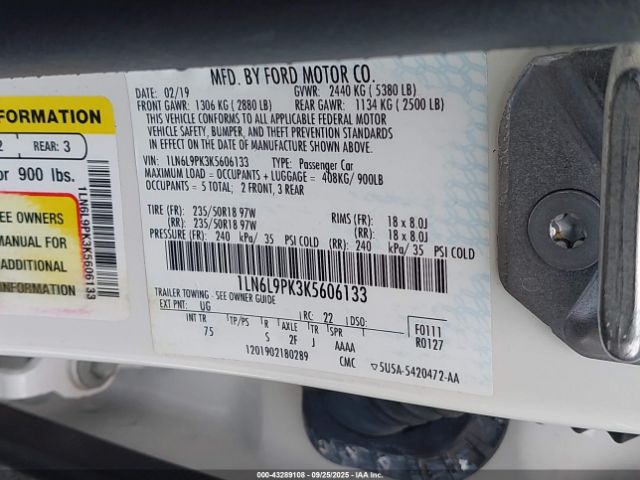 MFD. BY FORD MOTOR CO.
DATE: 02/19 GVWR: 2440 KG ( 5380 LB)
FRONT GAWR: 1306 KG ( 2880 LB) REAR GAWR: 1134 KG ( 2500 LB)
THIS VEHICLE CONFORMS TO ALL APPLICABLE FEDERAL MOTOR
VEHICLE SAFETY, BUMPER, AND THEFT PREVENTION STANDARDS
IN EFFECT ON THE DATE OF MANUFACTURE SHOWN ABOVE.
VIN: 1LN6L9PK3K5606133 TYPE: Passenger Car
MAXIMUM LOAD = OCCUPANTS + LUGGAGE = 408KG/ 900LB
OCCUPANTS = 5 TOTAL; 2 FRONT, 3 REAR
TIRE (FR): 235/50R18 97W RIMS (FR): 18 x 8.0J
(RR): 235/50R18 97W (RR): 18 x 8.0J
PRESSURE (FR): 240 kPa/ 35 PSI COLD (RR): 240 kPa/ 35 PSI COLD
1LN6L9PK3K5606133
TRAILER TOWING - SEE OWNER GUIDE
EXT PNT: UG RC: 22 DSO:
INT TR TP/PS R AXLE TR SPR
75 S 2F J AAAA
F0111
R0127
1201902180289 CMC 5U5A-5420472-AA
FORMATION
2 REAR: 3
or 900 lbs.
EE OWNERS
MANUAL FOR
ADDITIONAL
INFORMATION
1LN6L9PK3K5606133
000-43289108 - 09/25/2025 - IAAI.COM